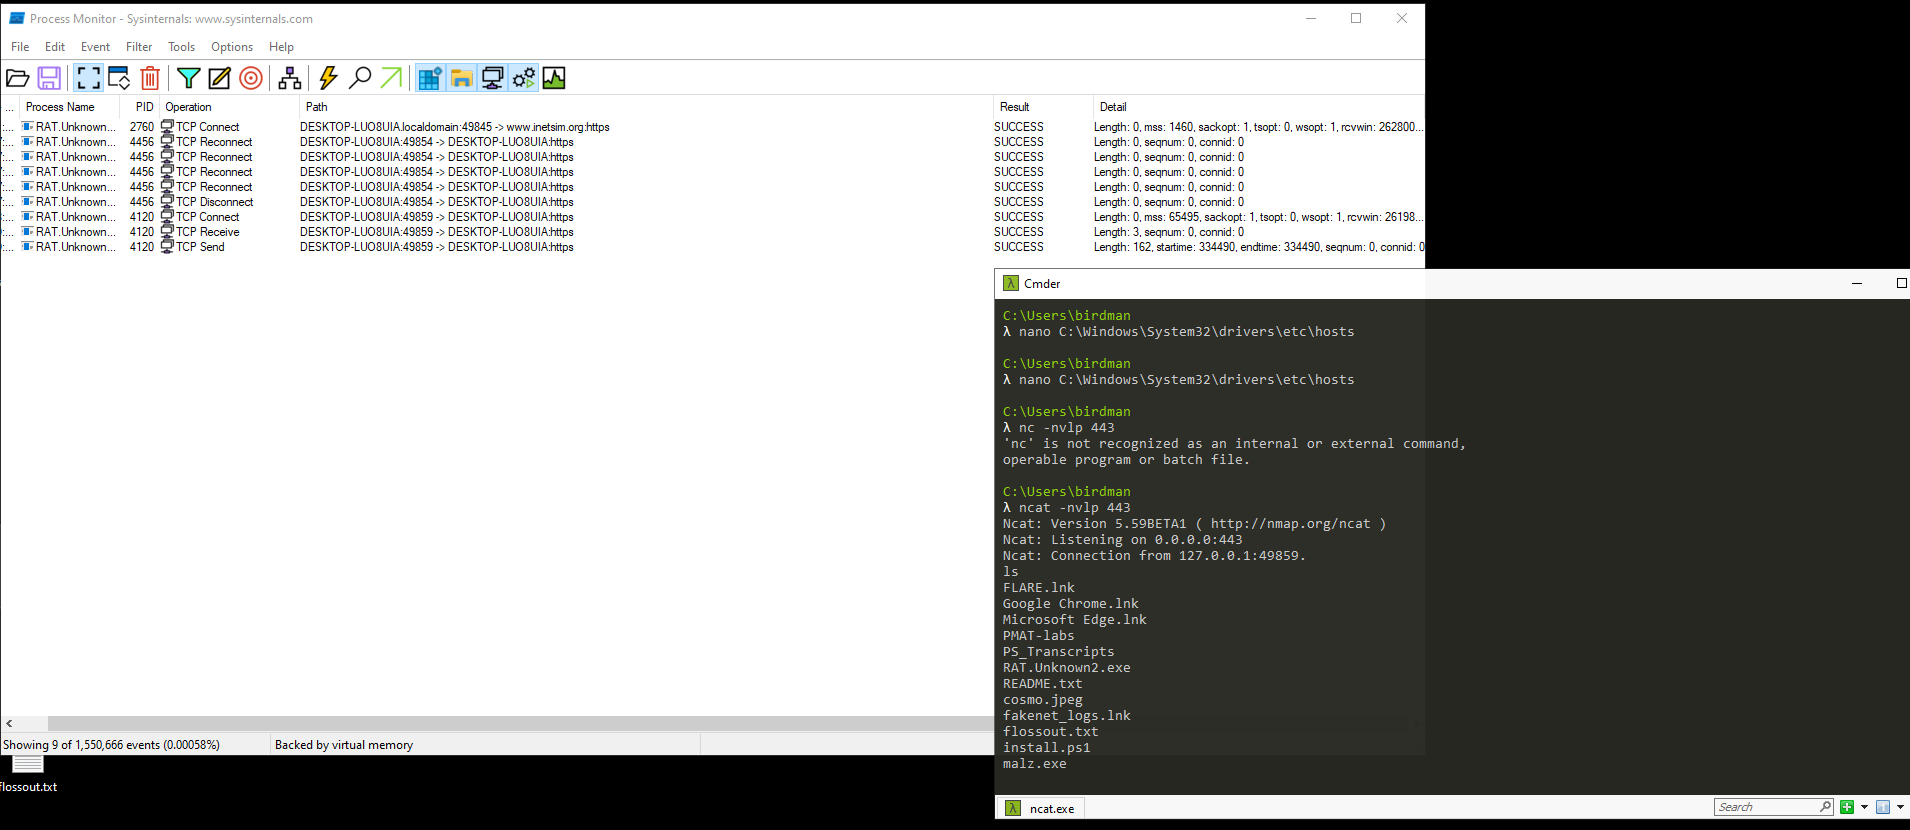 Process Monitor - Sysinternals: www.sysinternals.com
File Edit Event Filter Tools Options Help
... Process Name PID Operation Path Result Detail
:... RAT.Unknown... 2760 TCP Connect DESKTOP-LUO8UIA.localdomain:49845 -> www.inetsim.org:https SUCCESS Length: 0, mss: 1460, sackopt: 1, tsopt: 0, wsopt: 1, rcvwin: 262800...
:... RAT.Unknown... 4456 TCP Reconnect DESKTOP-LUO8UIA:49854 -> DESKTOP-LUO8UIA:https SUCCESS Length: 0, seqnum: 0, connid: 0
:... RAT.Unknown... 4456 TCP Reconnect DESKTOP-LUO8UIA:49854 -> DESKTOP-LUO8UIA:https SUCCESS Length: 0, seqnum: 0, connid: 0
:... RAT.Unknown... 4456 TCP Reconnect DESKTOP-LUO8UIA:49854 -> DESKTOP-LUO8UIA:https SUCCESS Length: 0, seqnum: 0, connid: 0
:... RAT.Unknown... 4456 TCP Reconnect DESKTOP-LUO8UIA:49854 -> DESKTOP-LUO8UIA:https SUCCESS Length: 0, seqnum: 0, connid: 0
:... RAT.Unknown... 4456 TCP Disconnect DESKTOP-LUO8UIA:49854 -> DESKTOP-LUO8UIA:https SUCCESS Length: 0, seqnum: 0, connid: 0
:... RAT.Unknown... 4120 TCP Connect DESKTOP-LUO8UIA:49859 -> DESKTOP-LUO8UIA:https SUCCESS Length: 0, mss: 65495, sackopt: 1, tsopt: 0, wsopt: 1, rcvwin: 26198...
:... RAT.Unknown... 4120 TCP Receive DESKTOP-LUO8UIA:49859 -> DESKTOP-LUO8UIA:https SUCCESS Length: 3, seqnum: 0, connid: 0
:... RAT.Unknown... 4120 TCP Send DESKTOP-LUO8UIA:49859 -> DESKTOP-LUO8UIA:https SUCCESS Length: 162, startime: 334490, endtime: 334490, seqnum: 0, connid: 0
Showing 9 of 1,550,666 events (0.00058%) Backed by virtual memory
flossout.txt
λ Cmder
C:\Users\birdman
λ nano C:\Windows\System32\drivers\etc\hosts
C:\Users\birdman
λ nano C:\Windows\System32\drivers\etc\hosts
C:\Users\birdman
λ nc -nvlp 443
'nc' is not recognized as an internal or external command,
operable program or batch file.
C:\Users\birdman
λ ncat -nvlp 443
Ncat: Version 5.59BETA1 ( http://nmap.org/ncat )
Ncat: Listening on 0.0.0.0:443
Ncat: Connection from 127.0.0.1:49859.
ls
FLARE.lnk
Google Chrome.lnk
Microsoft Edge.lnk
PMAT-labs
PS_Transcripts
RAT.Unknown2.exe
README.txt
cosmo.jpeg
fakenet_logs.lnk
flossout.txt
install.ps1
malz.exe
λ ncat.exe Search